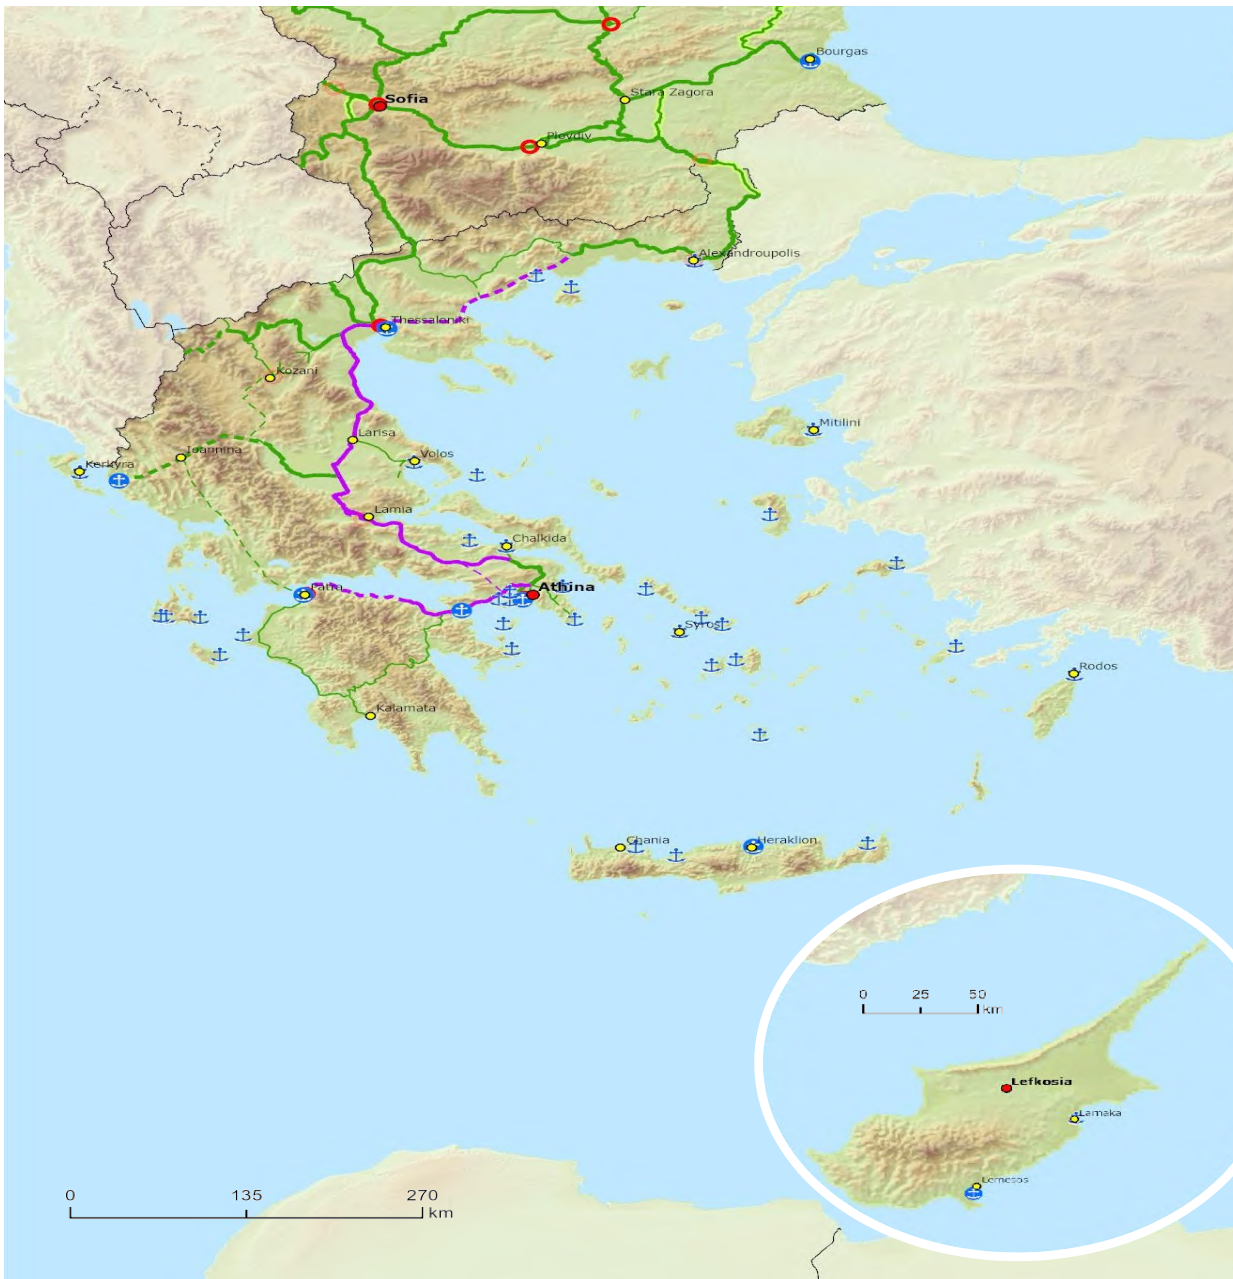 Bourgas
Stara Zagora
Sofia
Plovdiv
Alexandroupolis
Thessaloniki
Kozani
Mitilini
Larisa
Ioannina
Volos
Kerkyra
Lamia
Chalkida
Athina
Patra
Syros
Rodos
Kalamata
Chania
Heraklion
0 25 50
km
Lefkosia
Larnaka
Lemesos
0 135 270
km